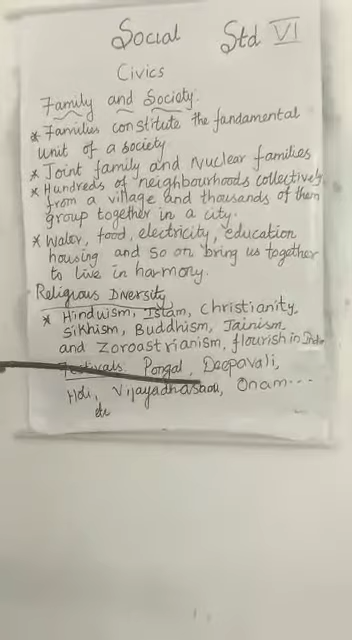 Social Std VI
Civics
Family and Society.
* Families constitute the fundamental
unit of a society
* Joint family and Nuclear families
* Hundreds of neighbourhoods collectively
from a village and thousands of them
group together in a city.
* Water, food, electricity, education
housing and so on bring us together
to live in harmony.
Religious Diversity
* Hinduism, Islam, Christianity,
Sikhism, Buddhism, Jainism,
and Zoroastrianism, flourish in
Festivals: Pongal, Deepavali,
Holi, Onam...
etc